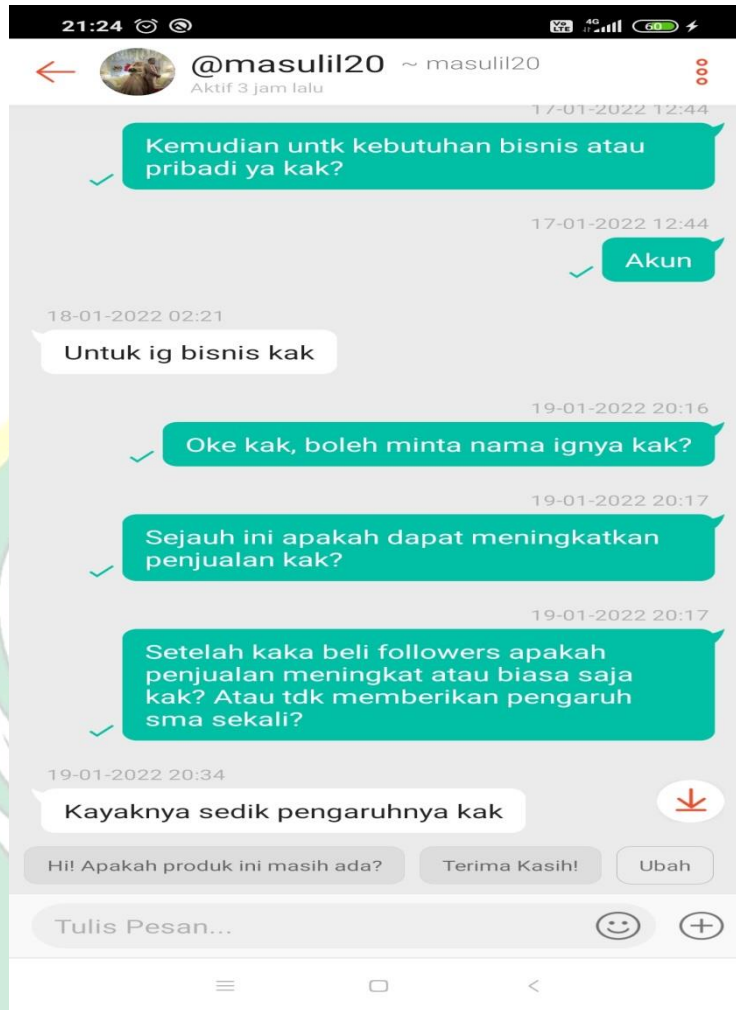 21:24
Vo LTE 4G 60
@masulil20 ~ masulil20
Aktif 3 jam lalu
17-01-2022 12:44
Kemudian untk kebutuhan bisnis atau
pribadi ya kak?
17-01-2022 12:44
Akun
18-01-2022 02:21
Untuk ig bisnis kak
19-01-2022 20:16
Oke kak, boleh minta nama ignya kak?
19-01-2022 20:17
Sejauh ini apakah dapat meningkatkan
penjualan kak?
19-01-2022 20:17
Setelah kaka beli followers apakah
penjualan meningkat atau biasa saja
kak? Atau tdk memberikan pengaruh
sma sekali?
19-01-2022 20:34
Kayaknya sedik pengaruhnya kak
Hi! Apakah produk ini masih ada?
Terima Kasih!
Ubah
Tulis Pesan...